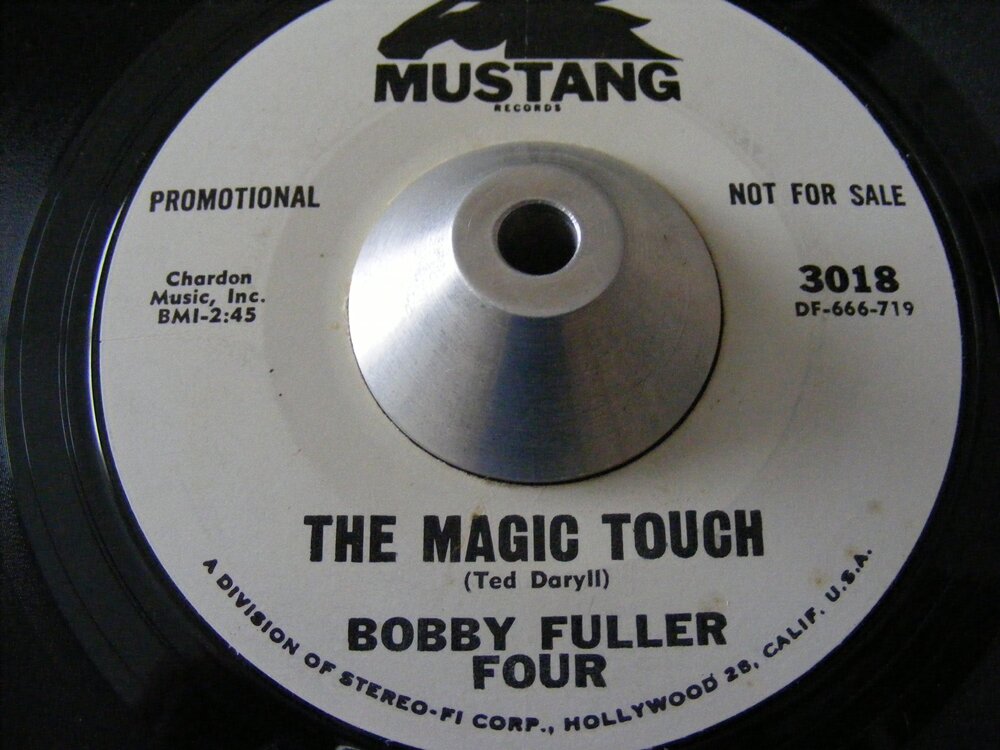 MUSTANG
RECORDS
PROMOTIONAL
NOT FOR SALE
Chardon
Music, Inc.
BMI-2:45
3018
DF-666-719
THE MAGIC TOUCH
(Ted Daryll)
BOBBY FULLER
FOUR
A DIVISION OF STEREO-FI CORP., HOLLYWOOD 28, CALIF. U.S.A.